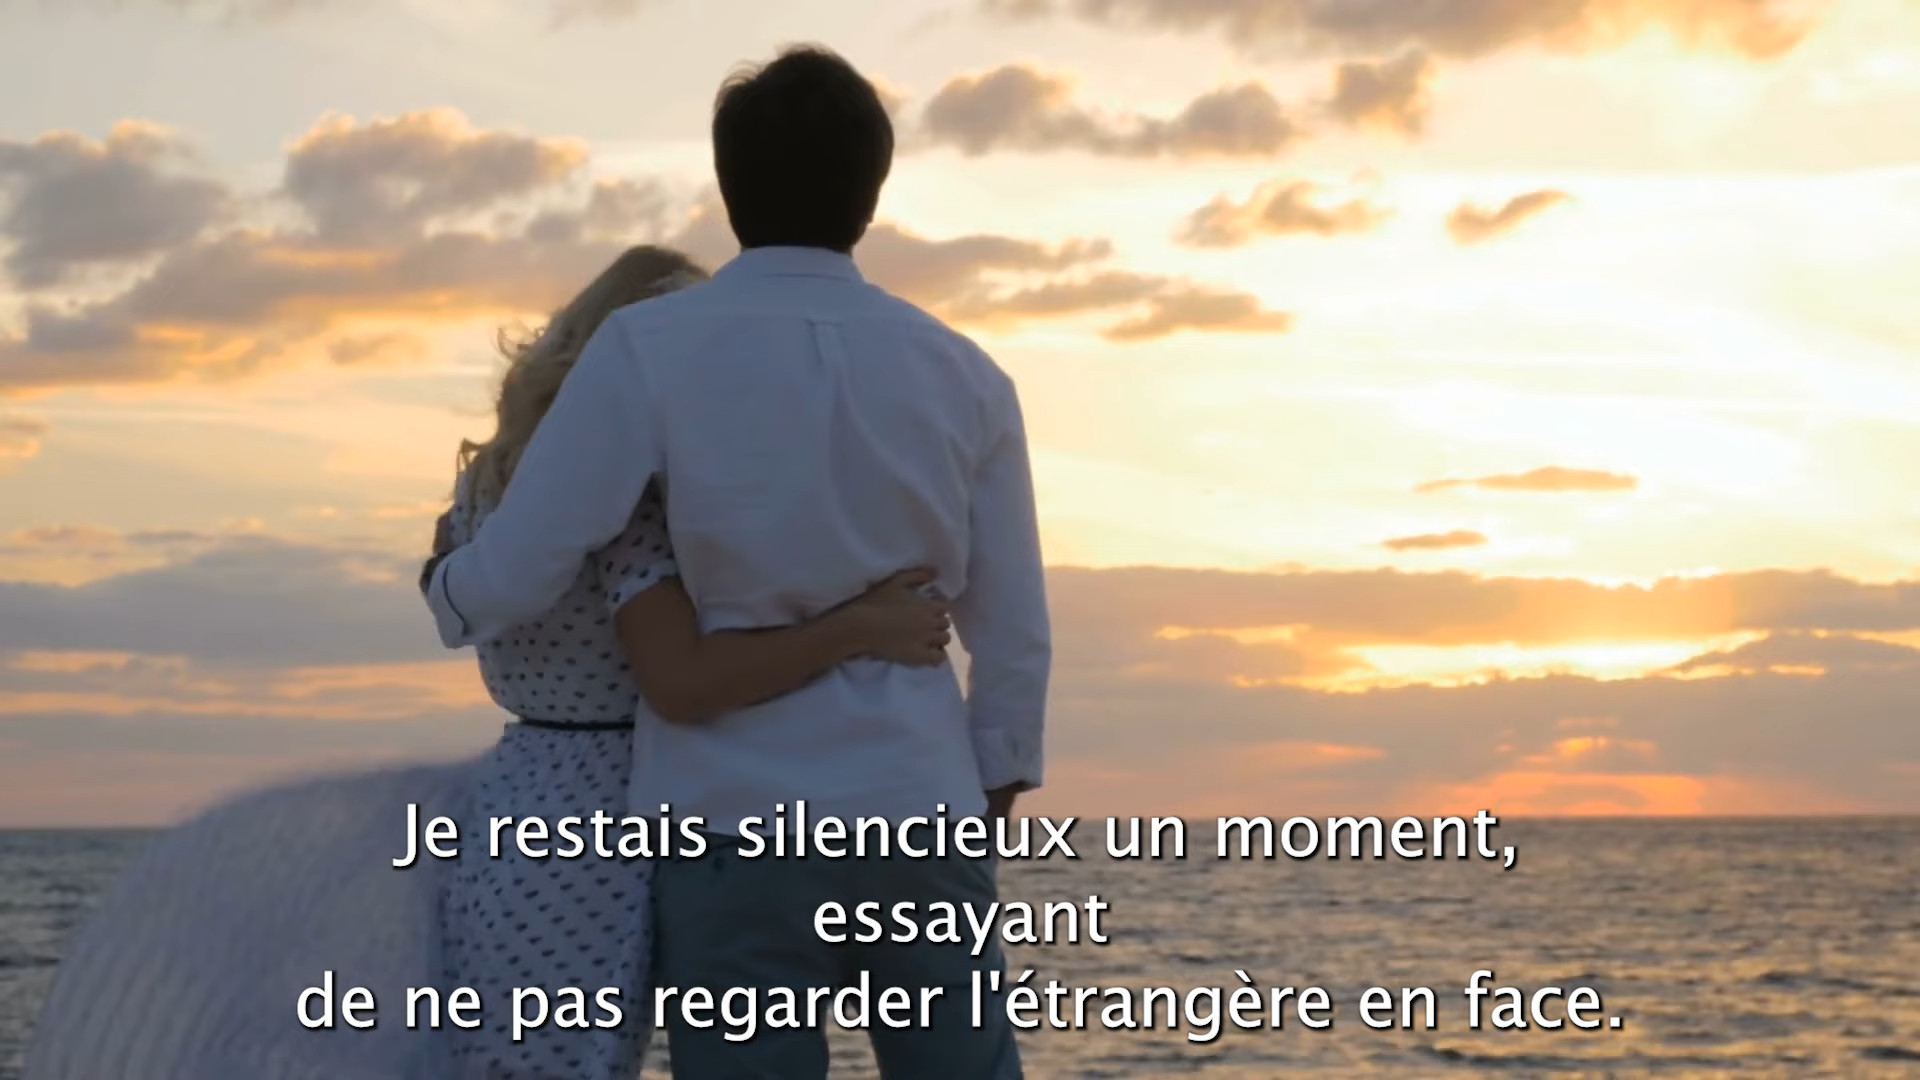 Je restais silencieux un moment,
essayant
de ne pas regarder l'étrangère en face.